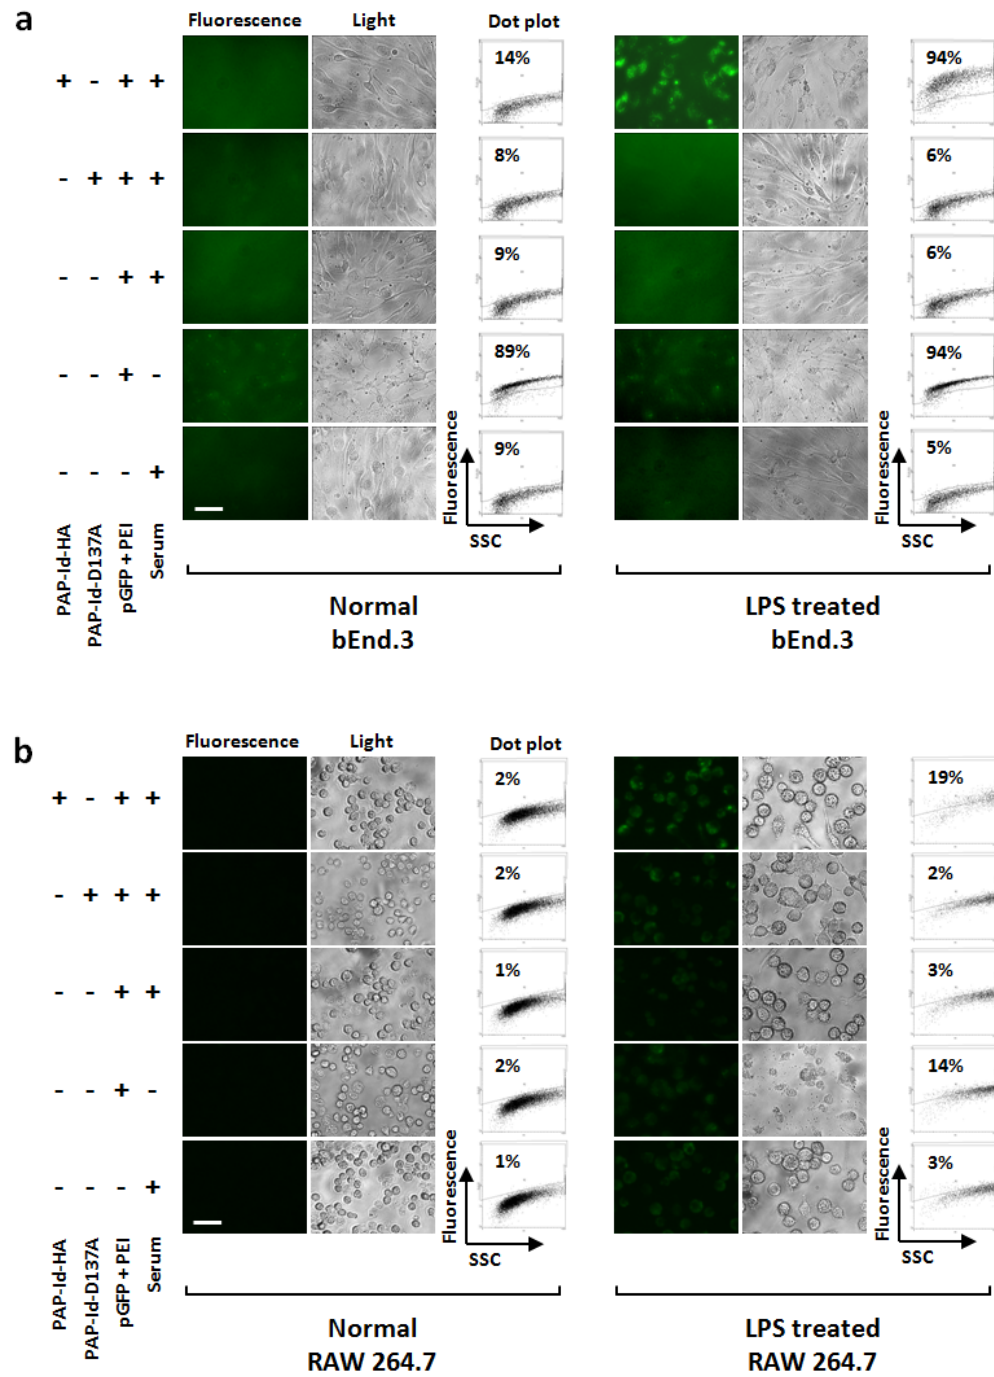 a
Fluorescence Light Dot plot
+ - + + 14% 94%
- + + + 8% 6%
- - + + 9% 6%
- - + - 89% 94%
- - - + 9% 5%
Fluorescence Fluorescence
SSC SSC
PAP-Id-HA
PAP-Id-D137A
pGFP + PEI
Serum
Normal LPS treated
bEnd.3 bEnd.3
b
Fluorescence Light Dot plot
+ - + + 2% 19%
- + + + 2% 2%
- - + + 1% 3%
- - + - 2% 14%
- - - + 1% 3%
Fluorescence Fluorescence
SSC SSC
PAP-Id-HA
PAP-Id-D137A
pGFP + PEI
Serum
Normal LPS treated
RAW 264.7 RAW 264.7